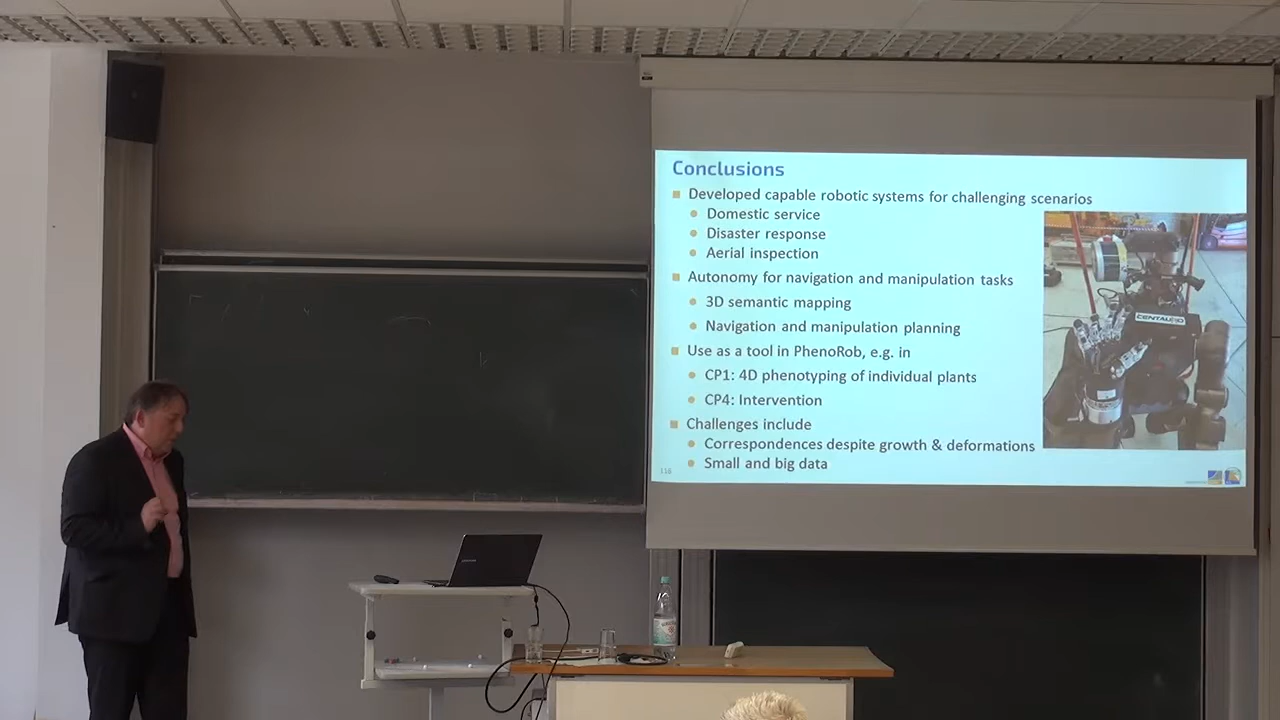 Conclusions
Developed capable robotic systems for challenging scenarios
Domestic service
Disaster response
Aerial inspection
Autonomy for navigation and manipulation tasks
3D semantic mapping
Navigation and manipulation planning
Use as a tool in PhenoRob, e.g. in
CP1: 4D phenotyping of individual plants
CP4: Intervention
Challenges include
Correspondences despite growth & deformations
Small and big data
CENTAURO